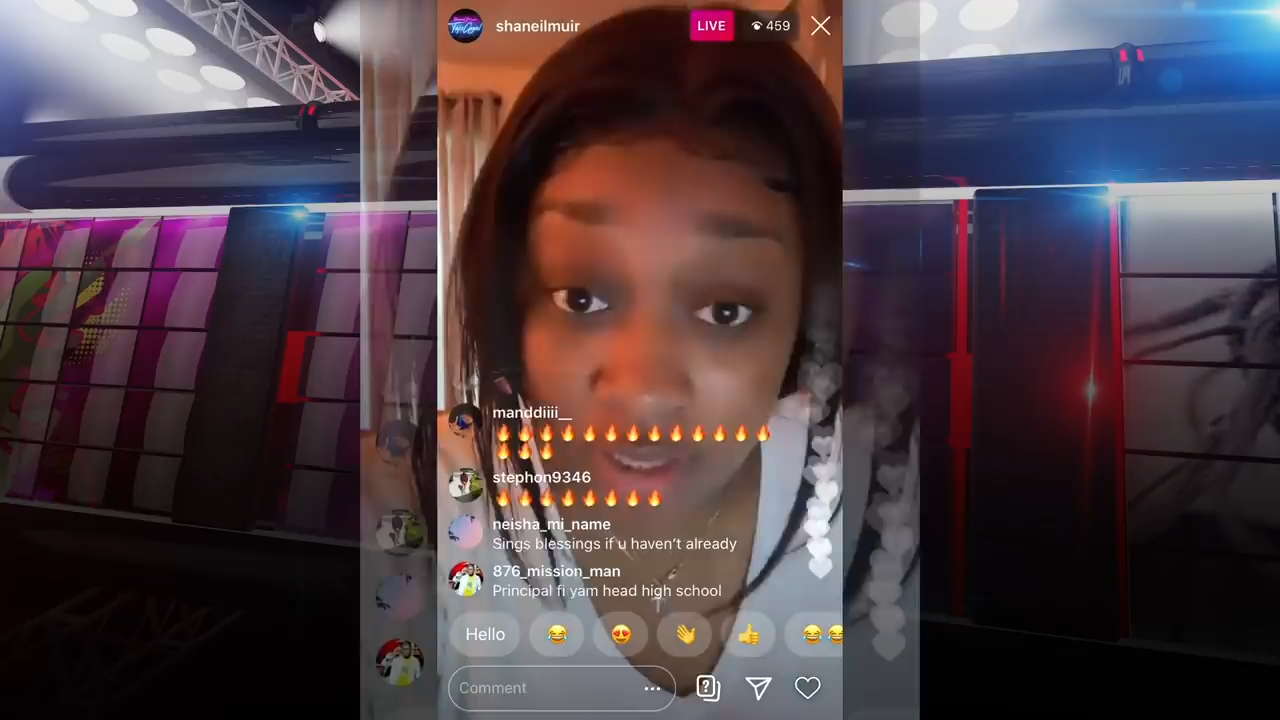 shaneilmuir
LIVE
459
manddiiii__
stephon9346
neisha_mi_name
Sings blessings if u haven't already
876_mission_man
Principal fi yam head high school
Hello
Comment